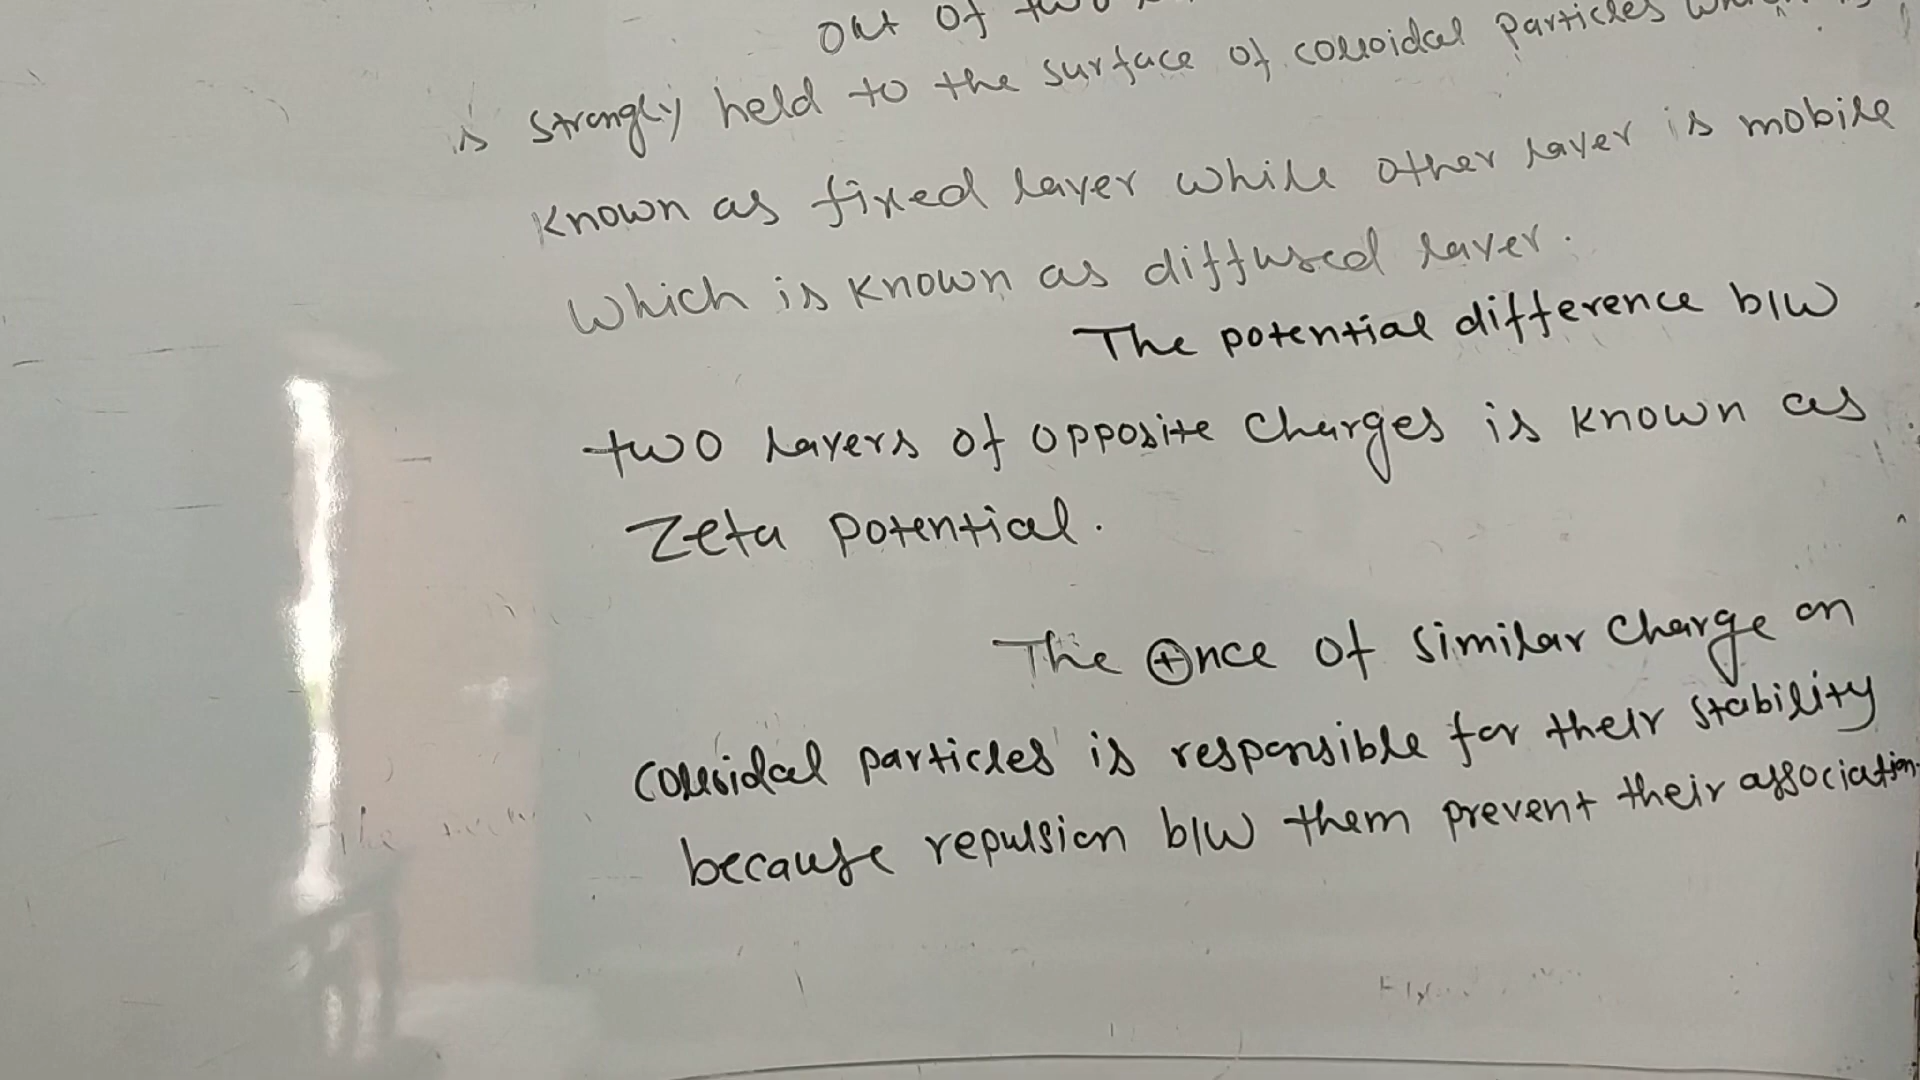 out of two
is strongly held to the surface of colloidal particles which is
known as fixed layer while other layer is mobile
which is known as diffused layer.
The potential difference b/w
two layers of opposite charges is known as
Zeta potential.
The ⊕nce of similar charge on
colloidal particles is responsible for their stability
because repulsion b/w them prevent their association.